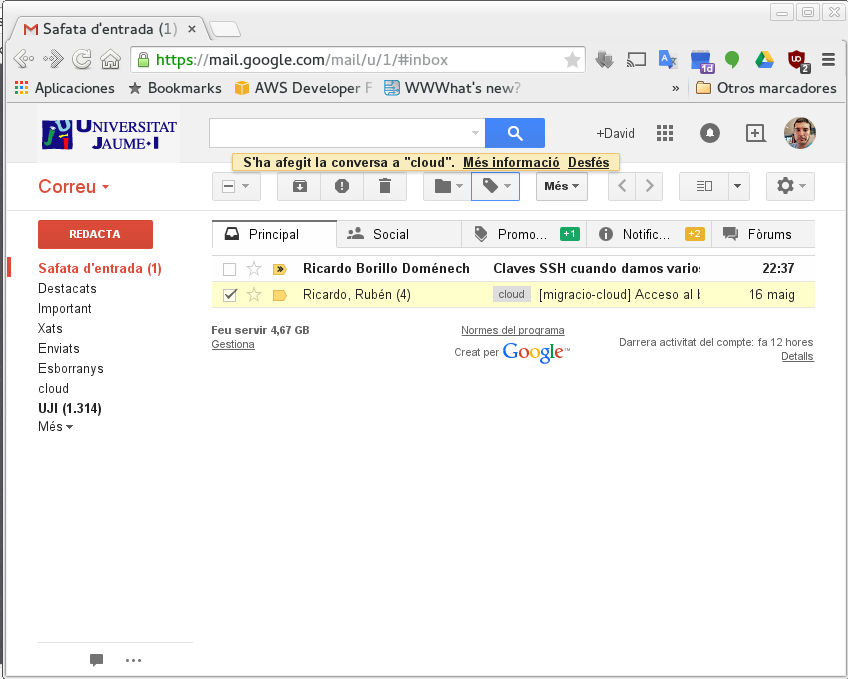 Safata d'entrada (1)
https://mail.google.com/mail/u/1/#inbox
1d
2
Aplicaciones Bookmarks AWS Developer F WWWhat's new? » Otros marcadores
UNIVERSITAT
JAUME·I
+David
S'ha afegit la conversa a "cloud". Més informació Desfés
Correu
Més
REDACTA
Principal Social Promo... +1 Notific... +2 Fòrums
Safata d'entrada (1)
Ricardo Borillo Doménech Claves SSH cuando damos varios 22:37
Destacats
Ricardo, Rubén (4) cloud [migracio-cloud] Acceso al 16 maig
Important
Xats
Enviats
Esborranys
cloud
UJI (1.314)
Més
Feu servir 4,67 GB
Gestiona
Normes del programa
Creat per Google™
Darrera activitat del compte: fa 12 hores
Detalls